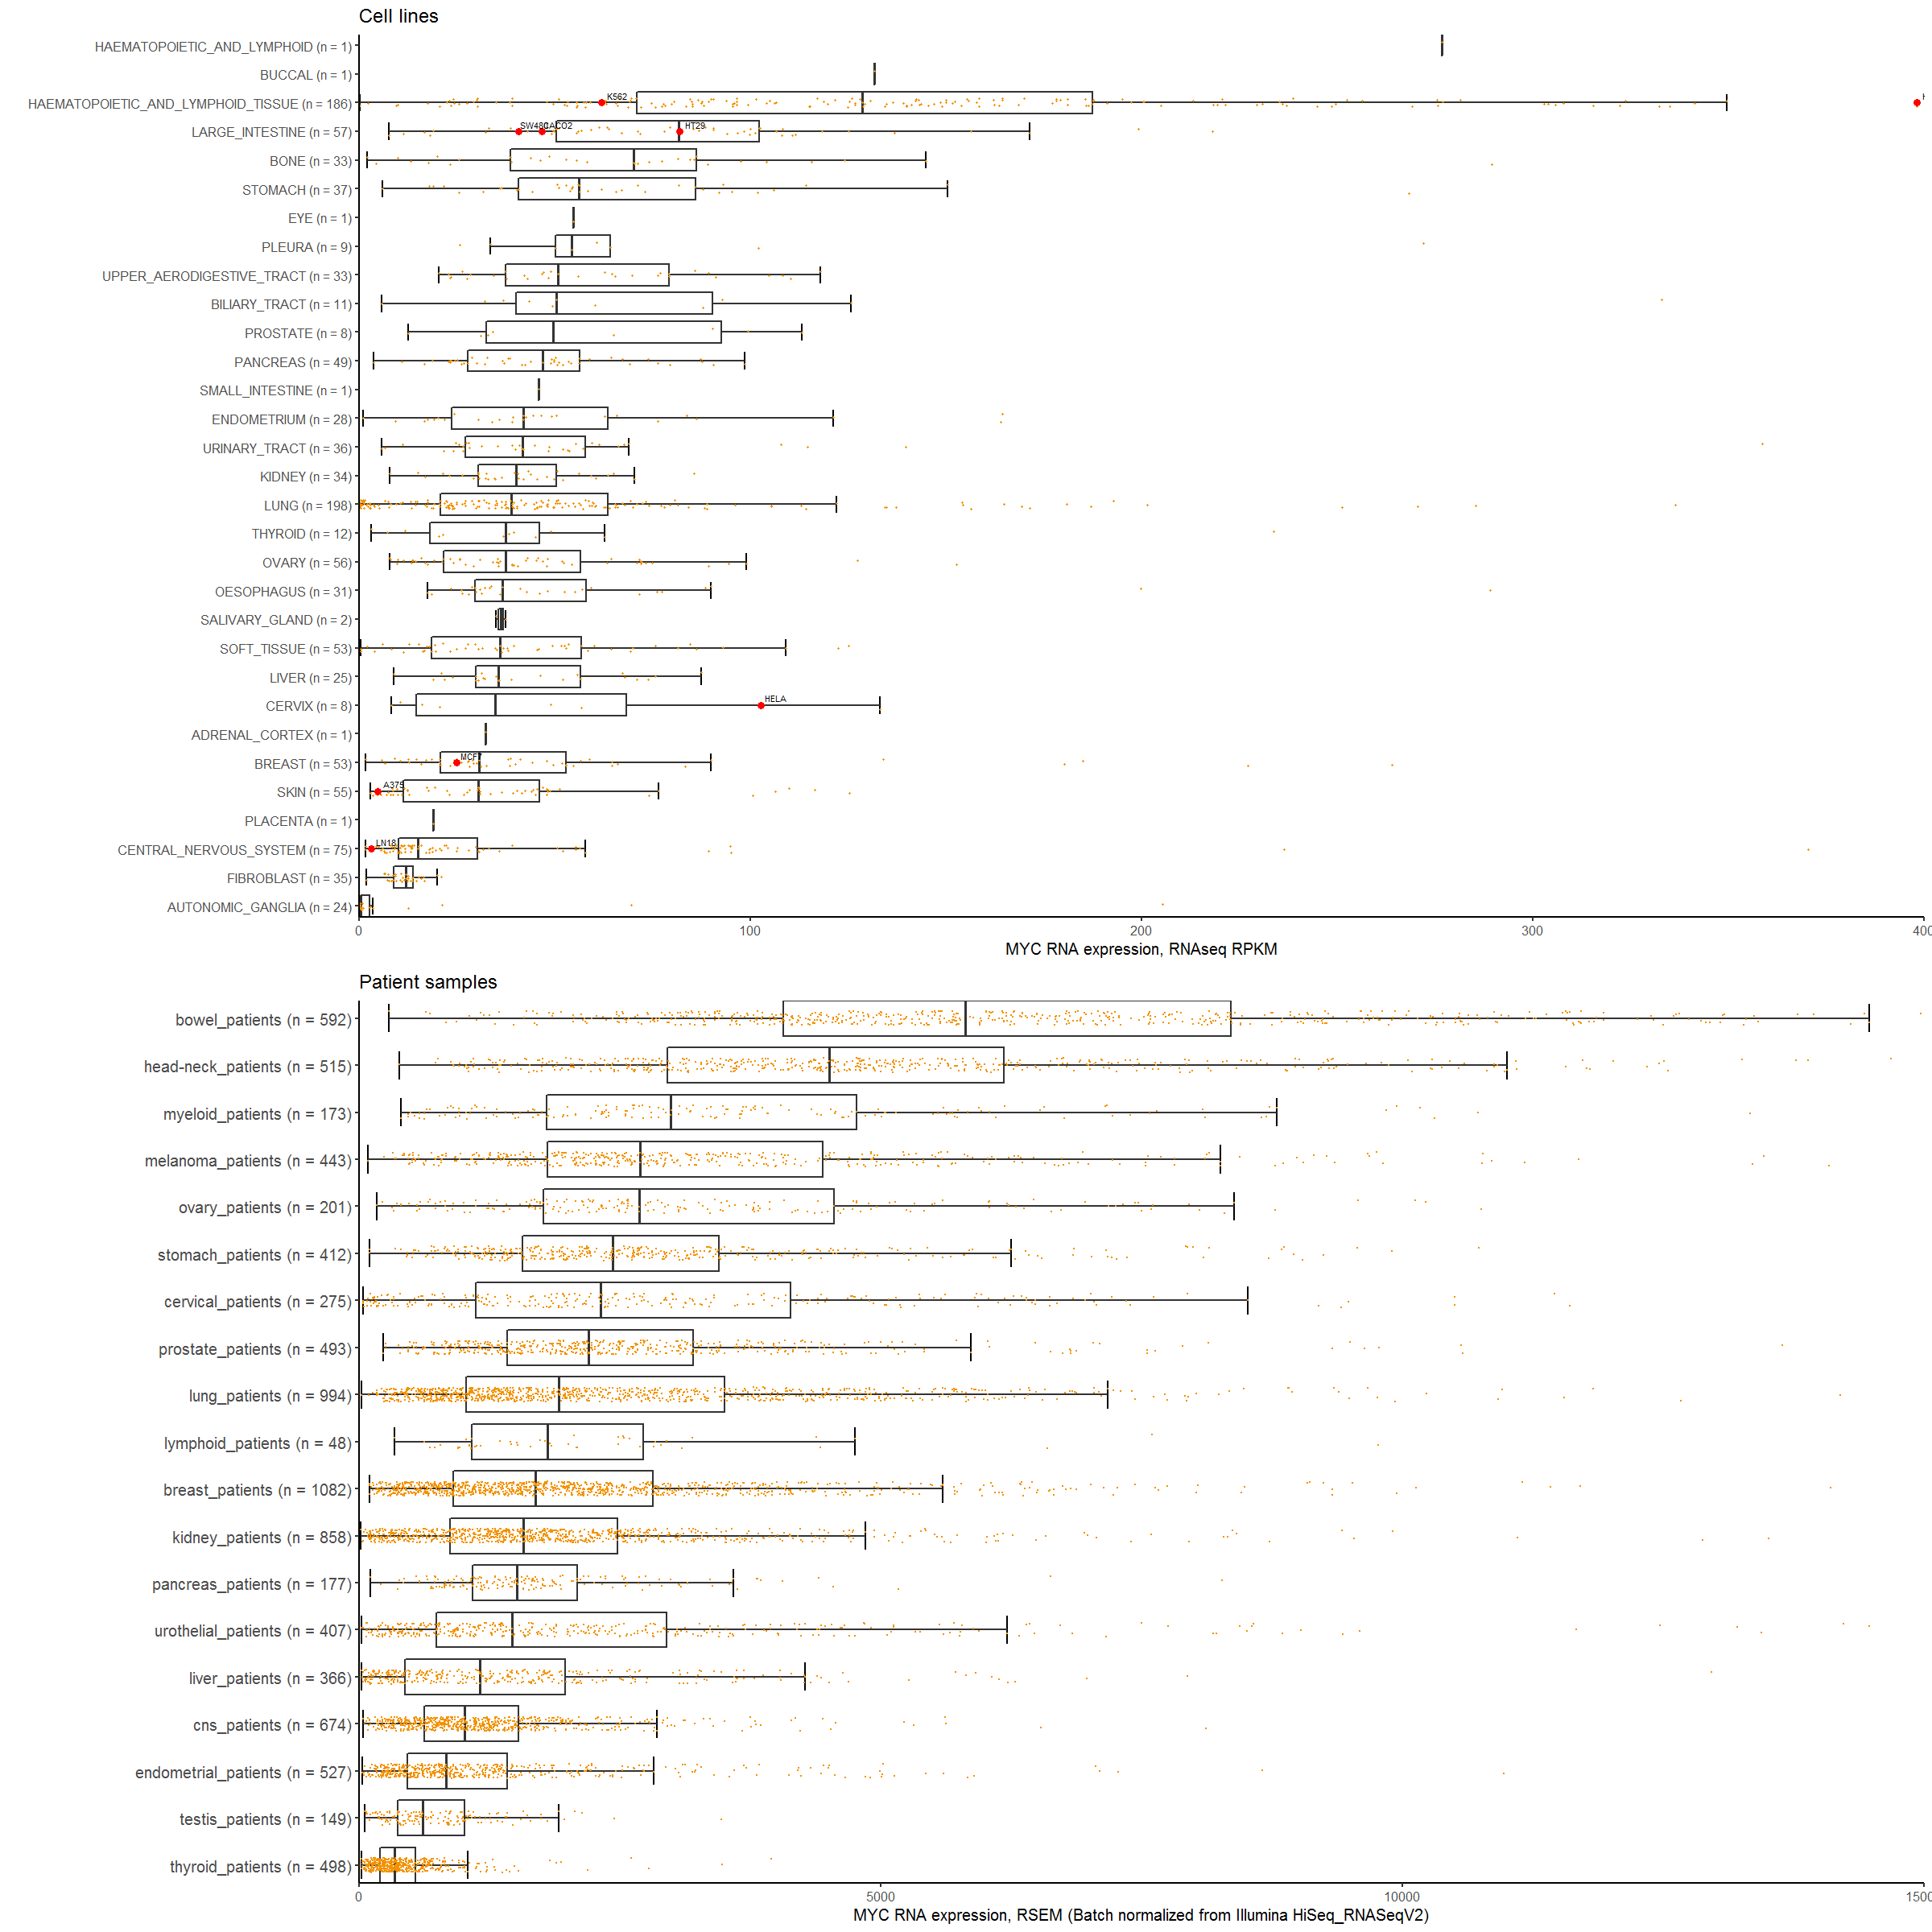 Cell lines
HAEMATOPOIETIC_AND_LYMPHOID (n = 1)
BUCCAL (n = 1)
HAEMATOPOIETIC_AND_LYMPHOID_TISSUE (n = 186)
K562
LARGE_INTESTINE (n = 57)
SW480
CACO2
HT29
BONE (n = 33)
STOMACH (n = 37)
EYE (n = 1)
PLEURA (n = 9)
UPPER_AERODIGESTIVE_TRACT (n = 33)
BILIARY_TRACT (n = 11)
PROSTATE (n = 8)
PANCREAS (n = 49)
SMALL_INTESTINE (n = 1)
ENDOMETRIUM (n = 28)
URINARY_TRACT (n = 36)
KIDNEY (n = 34)
LUNG (n = 198)
THYROID (n = 12)
OVARY (n = 56)
OESOPHAGUS (n = 31)
SALIVARY_GLAND (n = 2)
SOFT_TISSUE (n = 53)
LIVER (n = 25)
CERVIX (n = 8)
HELA
ADRENAL_CORTEX (n = 1)
BREAST (n = 53)
MCF7
SKIN (n = 55)
A375
PLACENTA (n = 1)
CENTRAL_NERVOUS_SYSTEM (n = 75)
LN18
FIBROBLAST (n = 35)
AUTONOMIC_GANGLIA (n = 24)
0 100 200 300 400
MYC RNA expression, RNAseq RPKM
Patient samples
bowel_patients (n = 592)
head-neck_patients (n = 515)
myeloid_patients (n = 173)
melanoma_patients (n = 443)
ovary_patients (n = 201)
stomach_patients (n = 412)
cervical_patients (n = 275)
prostate_patients (n = 493)
lung_patients (n = 994)
lymphoid_patients (n = 48)
breast_patients (n = 1082)
kidney_patients (n = 858)
pancreas_patients (n = 177)
urothelial_patients (n = 407)
liver_patients (n = 366)
cns_patients (n = 674)
endometrial_patients (n = 527)
testis_patients (n = 149)
thyroid_patients (n = 498)
0 5000 10000 1500
MYC RNA expression, RSEM (Batch normalized from Illumina HiSeq_RNASeqV2)